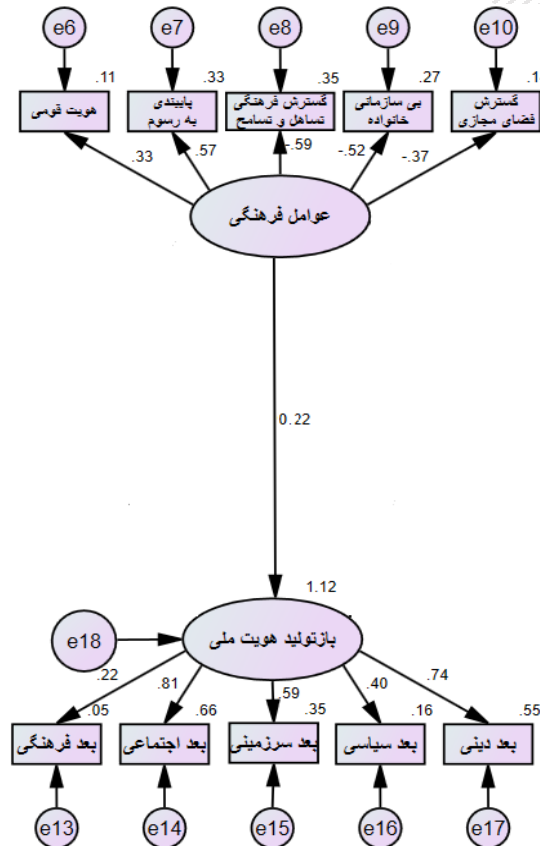 e6 e7 e8 e9 e10
.11 .33 .35 .27 .1
هویت قومی
پایبندی
به رسوم
گسترش فرهنگی
تساهل و تسامح
بی سازمانی
خانواده
گسترش
فضای مجازی
.33 .57 -.59 -.52 -.37
عوامل فرهنگی
0.22
1.12
e18
بازتولید هویت ملی
.22 .81 .59 .40 .74
.05 .66 .35 .16 .55
بعد فرهنگی
بعد اجتماعی
بعد سرزمینی
بعد سیاسی
بعد دینی
e13 e14 e15 e16 e17